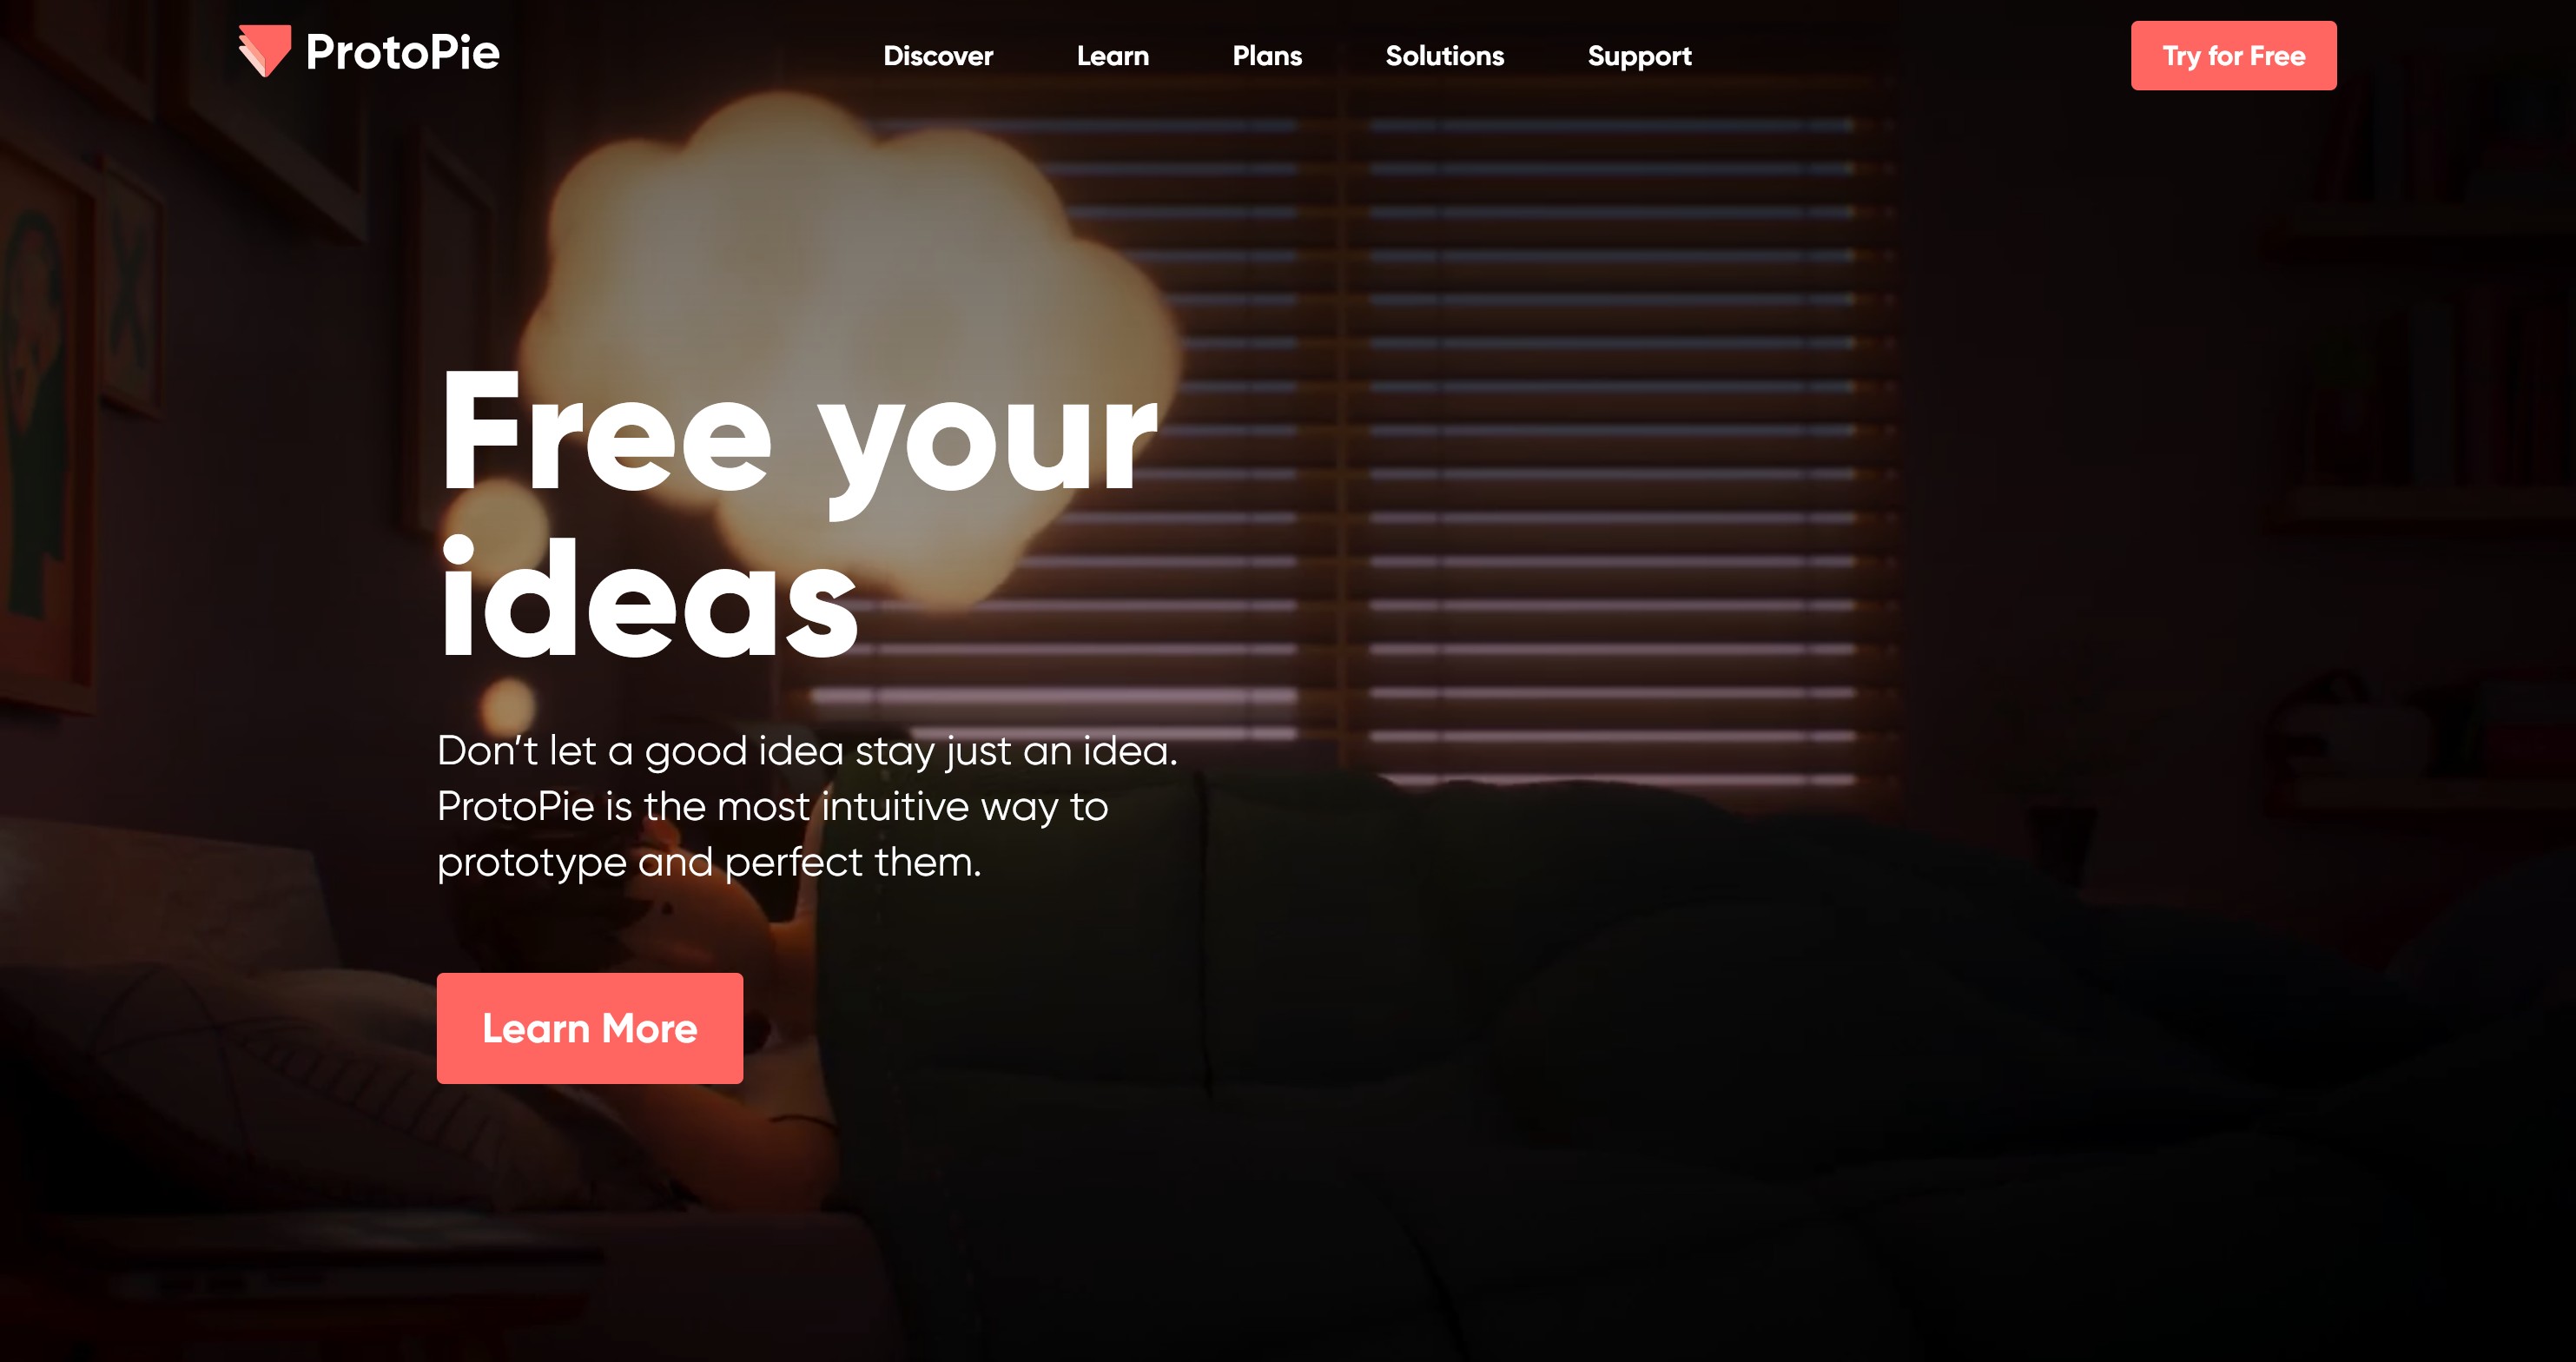 ProtoPie
Discover
Learn
Plans
Solutions
Support
Try for Free
Free your
ideas
Don’t let a good idea stay just an idea.
ProtoPie is the most intuitive way to
prototype and perfect them.
Learn More